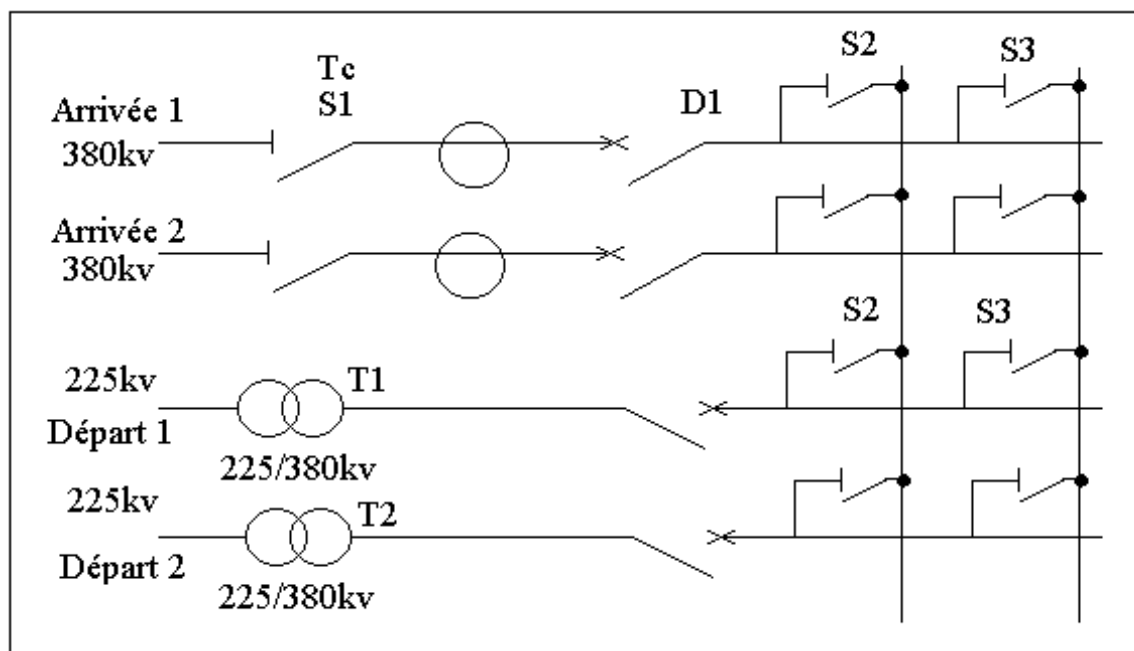 S2
S3
Tc
S1
D1
Arrivée 1
380kv
Arrivée 2
380kv
S2
S3
225kv
T1
Départ 1
225/380kv
225kv
T2
Départ 2
225/380kv